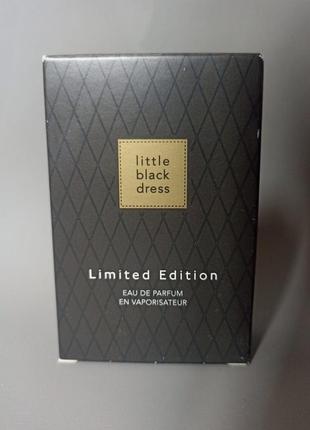 little
black
dress
Limited Edition
EAU DE PARFUM
EN VAPORISATEUR